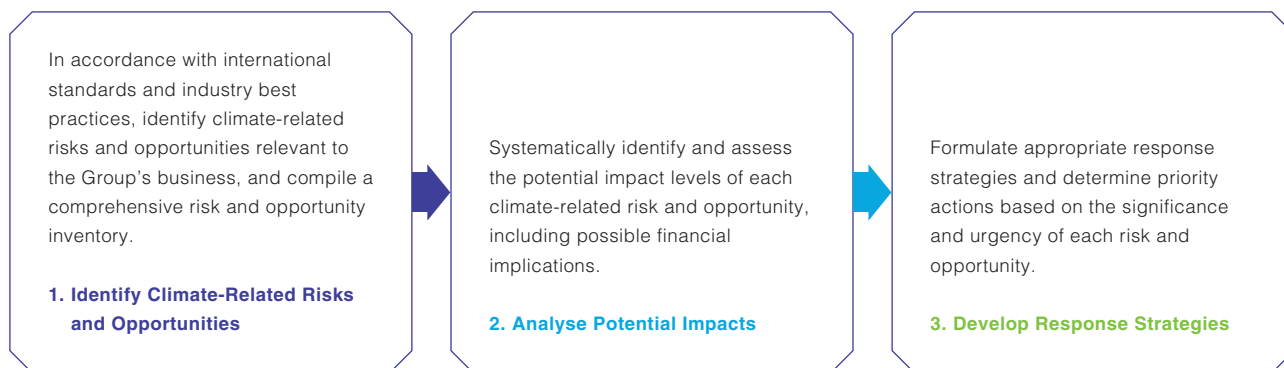 In accordance with international
standards and industry best
practices, identify climate-related
risks and opportunities relevant to
the Group's business, and compile a
comprehensive risk and opportunity
inventory.
1. Identify Climate-Related Risks
and Opportunities
Systematically identify and assess
the potential impact levels of each
climate-related risk and opportunity,
including possible financial
implications.
2. Analyse Potential Impacts
Formulate appropriate response
strategies and determine priority
actions based on the significance
and urgency of each risk and
opportunity.
3. Develop Response Strategies